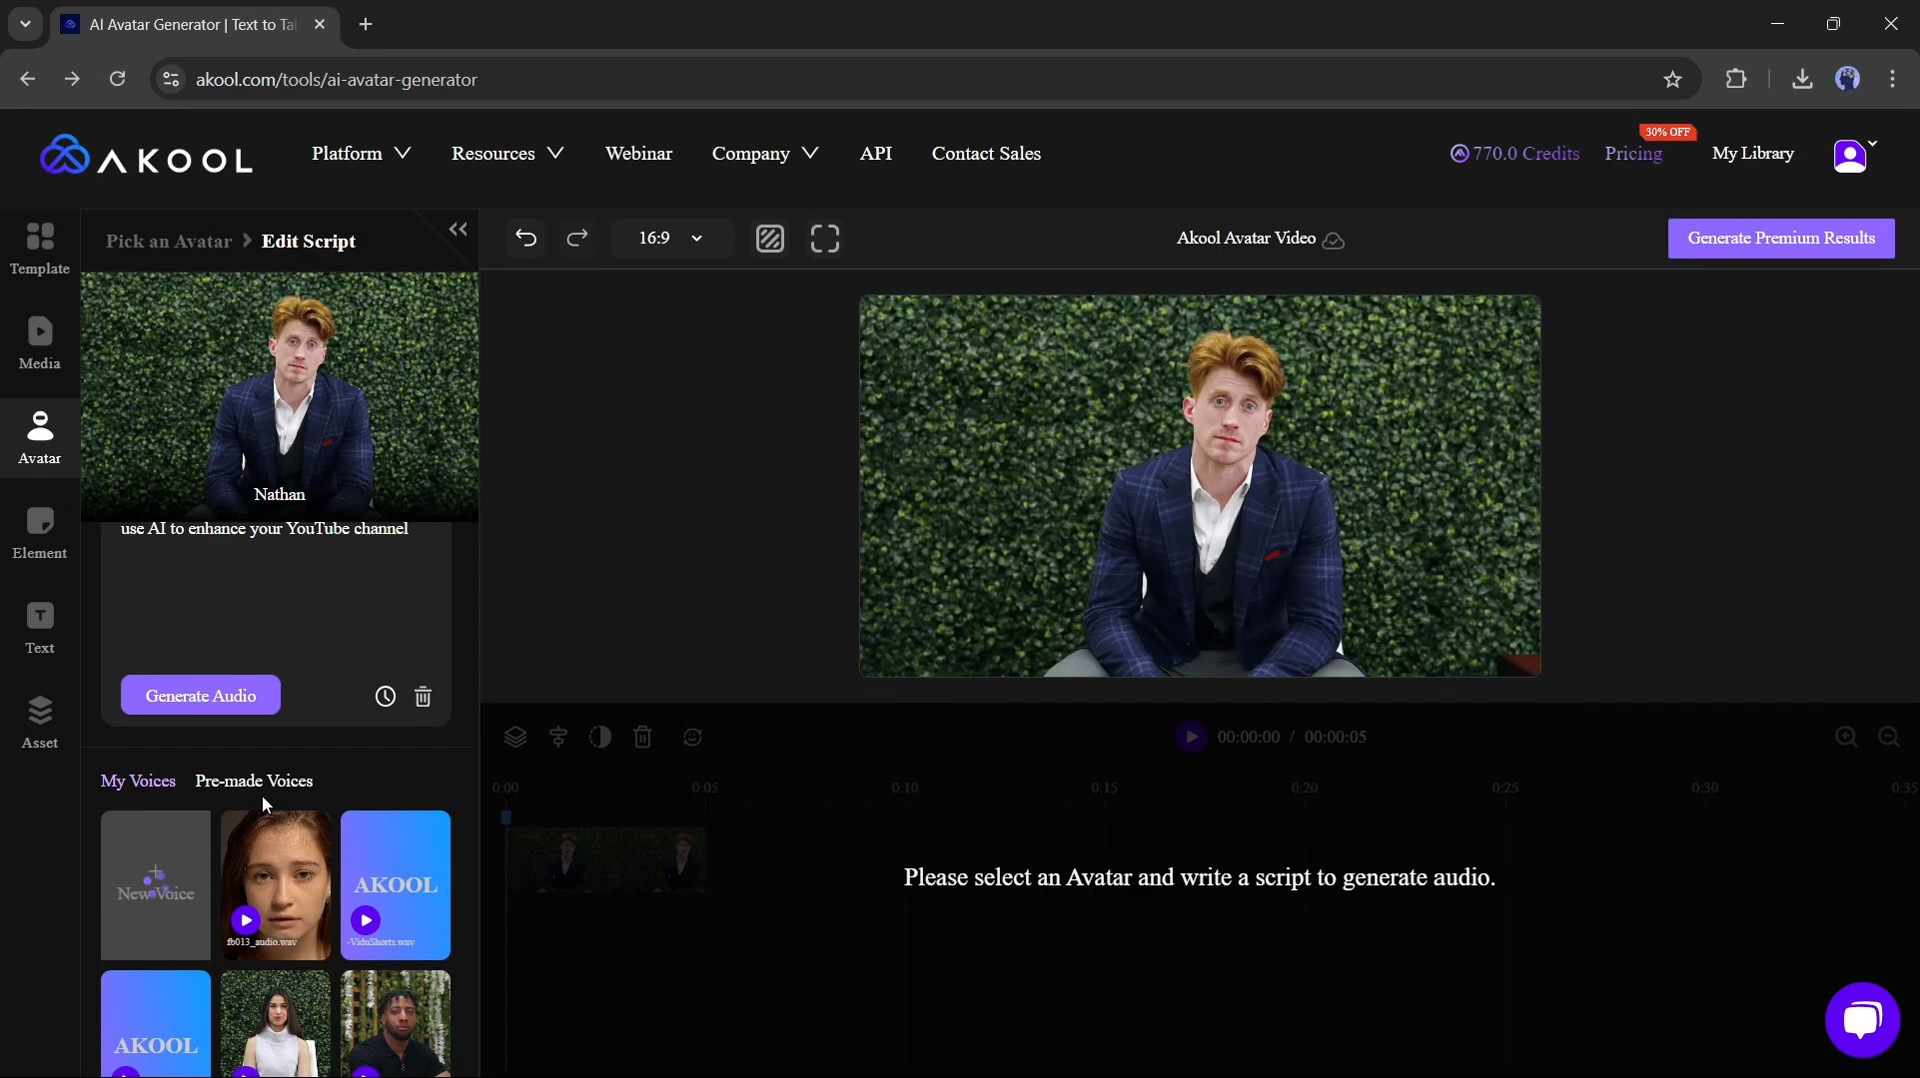 AI Avatar Generator | Text to Tal
akool.com/tools/ai-avatar-generator
AKOOL
Platform
Resources
Webinar
Company
API
Contact Sales
770.0 Credits
30% OFF
Pricing
My Library
Template
Media
Avatar
Element
Text
Asset
Pick an Avatar
Edit Script
Nathan
use AI to enhance your YouTube channel
Generate Audio
My Voices
Pre-made Voices
New Voice
fb013_audio.wav
AKOOL
-ViduShorts.wav
AKOOL
16:9
Akool Avatar Video
Generate Premium Results
00:00:00 / 00:00:05
0:00
0:05
0:10
0:15
0:20
0:25
0:30
0:35
Please select an Avatar and write a script to generate audio.